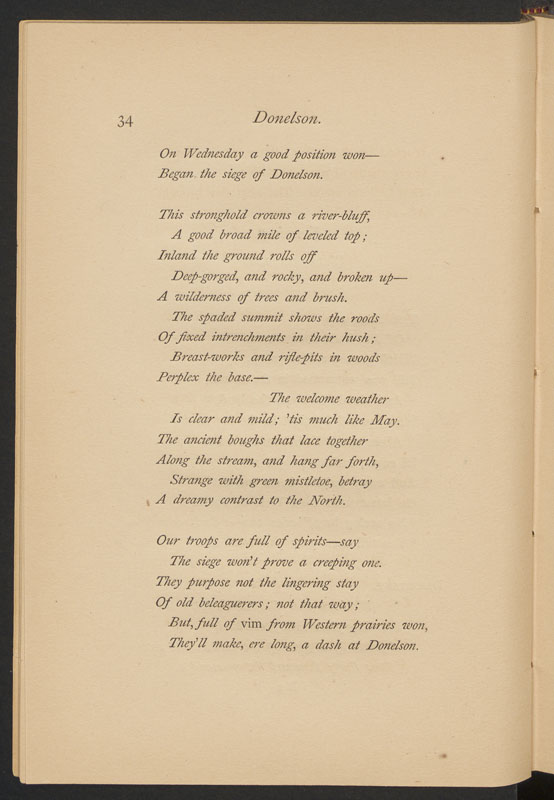 34 Donelson.
On Wednesday a good position won—
Began the siege of Donelson.

This stronghold crowns a river-bluff,
A good broad mile of leveled top;
Inland the ground rolls off
Deep-gorged, and rocky, and broken up—
A wilderness of trees and brush.
The spaded summit shows the roods
Of fixed intrenchments in their hush;
Breast-works and rifle-pits in woods
Perplex the base.—
The welcome weather
Is clear and mild; 'tis much like May.
The ancient boughs that lace together
Along the stream, and hang far forth,
Strange with green mistletoe, betray
A dreamy contrast to the North.

Our troops are full of spirits—say
The siege won't prove a creeping one.
They purpose not the lingering stay
Of old beleaguerers; not that way;
But, full of vim from Western prairies won,
They'll make, ere long, a dash at Donelson.